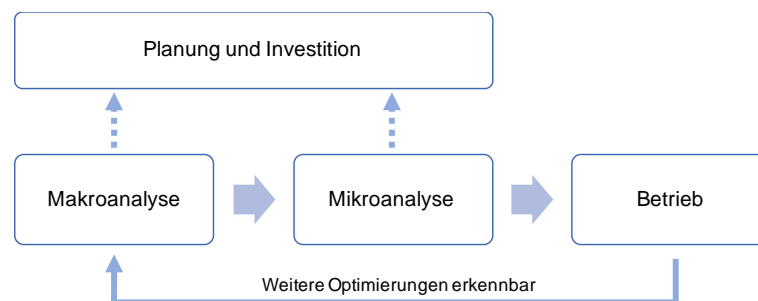 Planung und Investition
Makroanalyse
Mikroanalyse
Betrieb
Weitere Optimierungen erkennbar